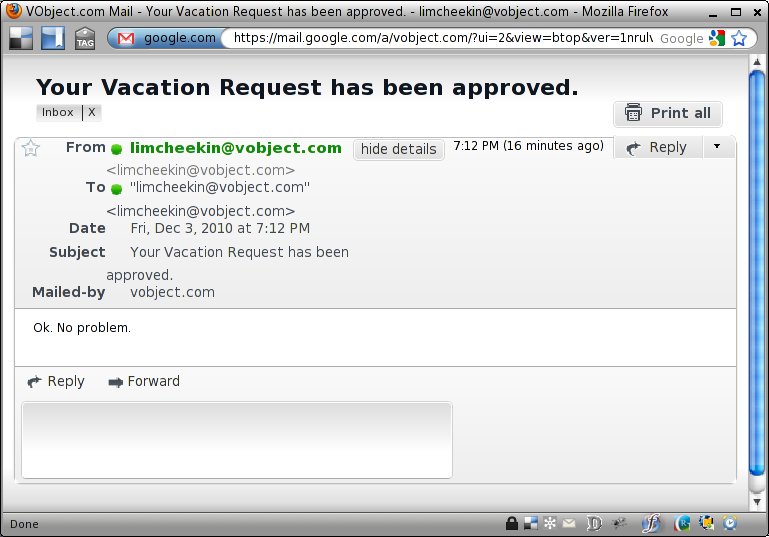 VObject.com Mail - Your Vacation Request has been approved. - limcheekin@vobject.com - Mozilla Firefox
TAG google.com https://mail.google.com/a/vobject.com/?ui=2&view=btop&ver=1nrulv Google
Your Vacation Request has been approved.
Inbox X
Print all
From limcheekin@vobject.com hide details 7:12 PM (16 minutes ago) Reply
<limcheekin@vobject.com>
To "limcheekin@vobject.com"
<limcheekin@vobject.com>
Date Fri, Dec 3, 2010 at 7:12 PM
Subject Your Vacation Request has been
approved.
Mailed-by vobject.com
Ok. No problem.
Reply Forward
Done